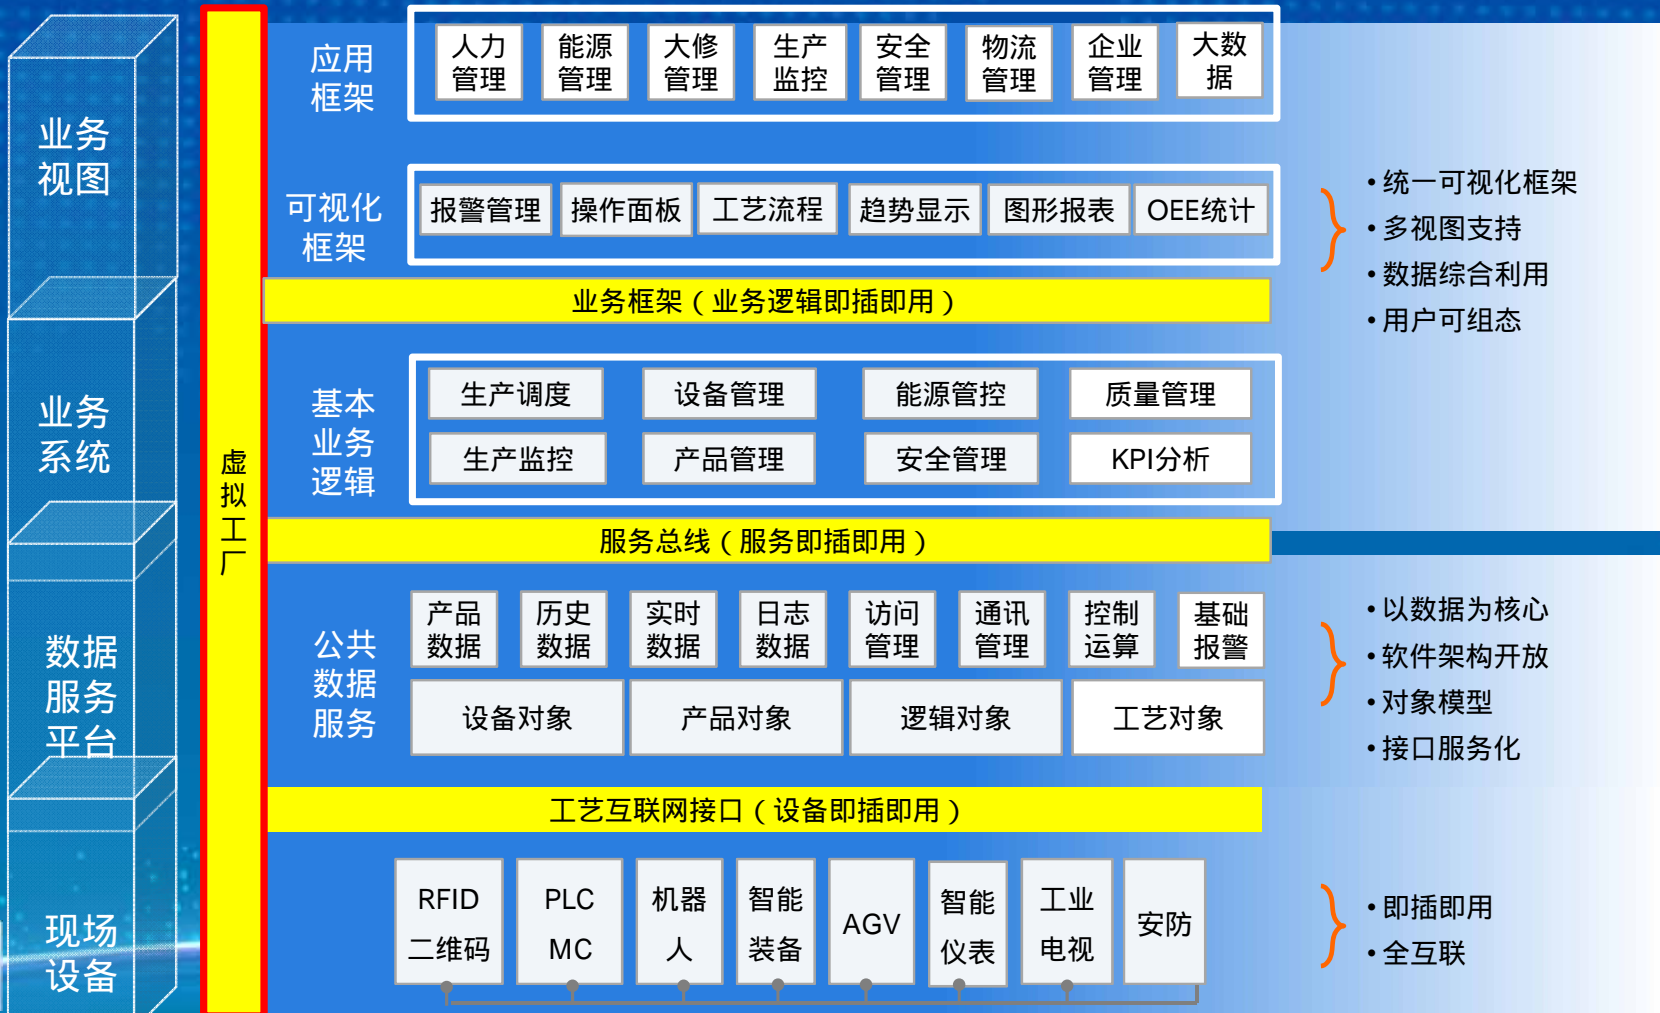 业务
视图
业务
系统
数据
服务
平台
现场
设备
虚
拟
工
厂
应用
框架
人力
管理
能源
管理
大修
管理
生产
监控
安全
管理
物流
管理
企业
管理
大数
据
可视化
框架
报警管理
操作面板
工艺流程
趋势显示
图形报表
OEE统计
业务框架（业务逻辑即插即用）
基本
业务
逻辑
生产调度
设备管理
能源管控
质量管理
生产监控
产品管理
安全管理
KPI分析
服务总线（服务即插即用）
公共
数据
服务
产品
数据
历史
数据
实时
数据
日志
数据
访问
管理
通讯
管理
控制
运算
基础
报警
设备对象
产品对象
逻辑对象
工艺对象
工艺互联网接口（设备即插即用）
RFID
二维码
PLC
MC
机器
人
智能
装备
AGV
智能
仪表
工业
电视
安防
•统一可视化框架
•多视图支持
•数据综合利用
•用户可组态
•以数据为核心
•软件架构开放
•对象模型
•接口服务化
•即插即用
•全互联